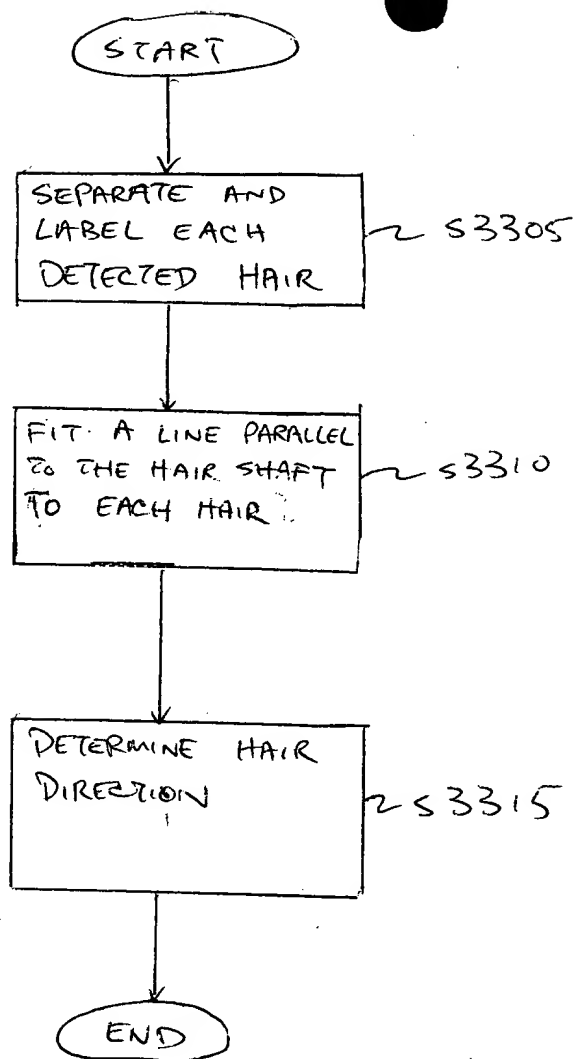 START
SEPARATE AND
LABEL EACH
DETECTED HAIR
S3305
FIT A LINE PARALLEL
TO THE HAIR SHAFT
TO EACH HAIR
S3310
DETERMINE HAIR
DIRECTION
S3315
END